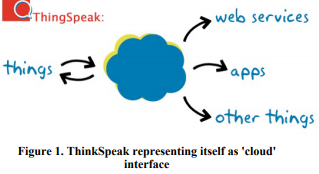 ThingSpeak:
web services
things
apps
other things
Figure 1. ThinkSpeak representing itself as 'cloud'
interface